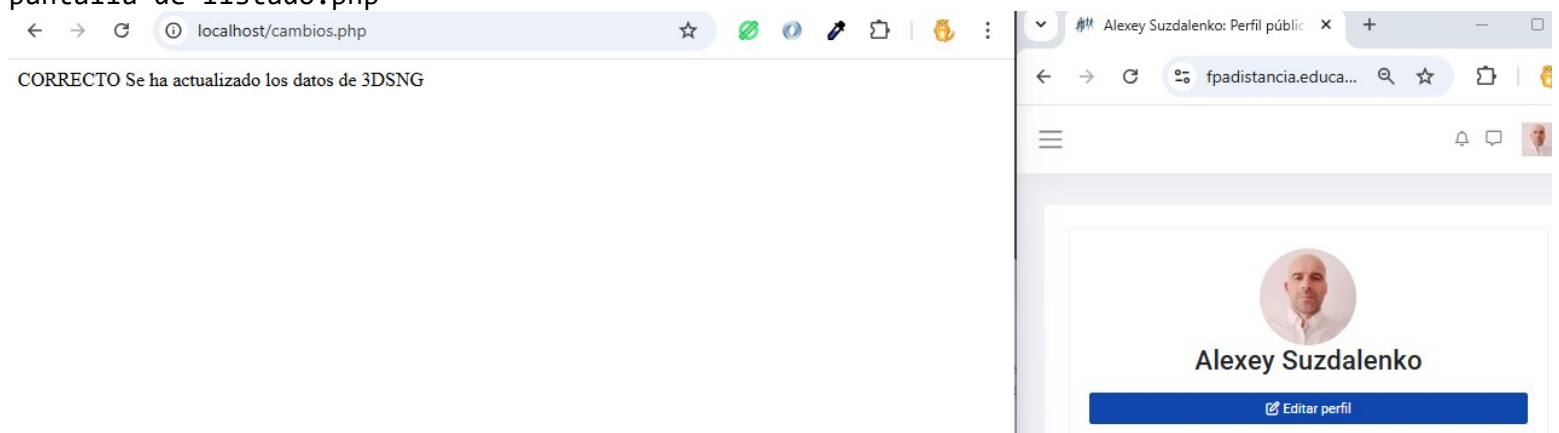 pantalla de listado.php
localhost/cambios.php
CORRECTO Se ha actualizado los datos de 3DSNG
Alexey Suzdalenko: Perfil públic
fpadistancia.educa...
Alexey Suzdalenko
Editar perfil